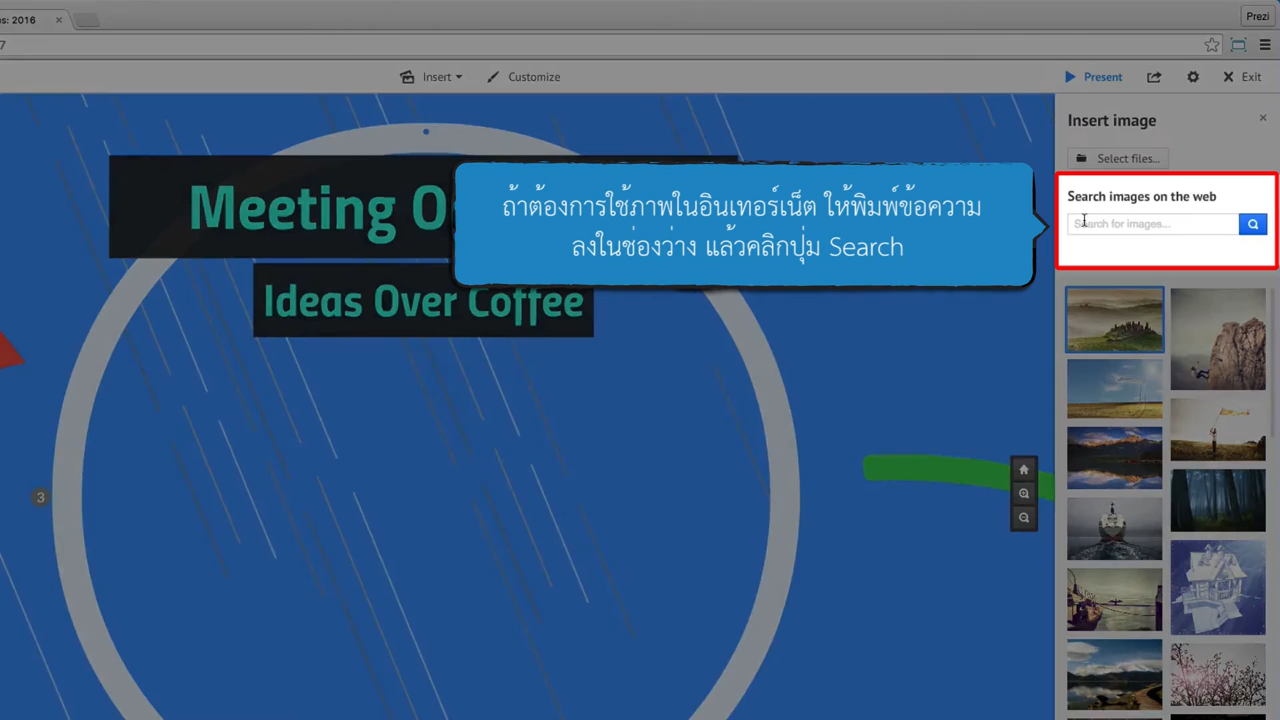 s: 2016
Prezi
7
Insert
Customize
Present
Exit
Insert image
Select files...
Search images on the web
Search for images...
ถ้าต้องการใช้ภาพในอินเทอร์เน็ต ให้พิมพ์ข้อความ
ลงในช่องว่าง แล้วคลิกปุ่ม Search
Meeting O
Ideas Over Coffee
3